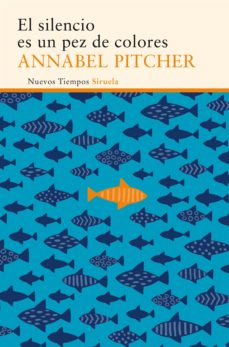 El silencio
es un pez de colores
ANNABEL PITCHER
Nuevos Tiempos Siruela